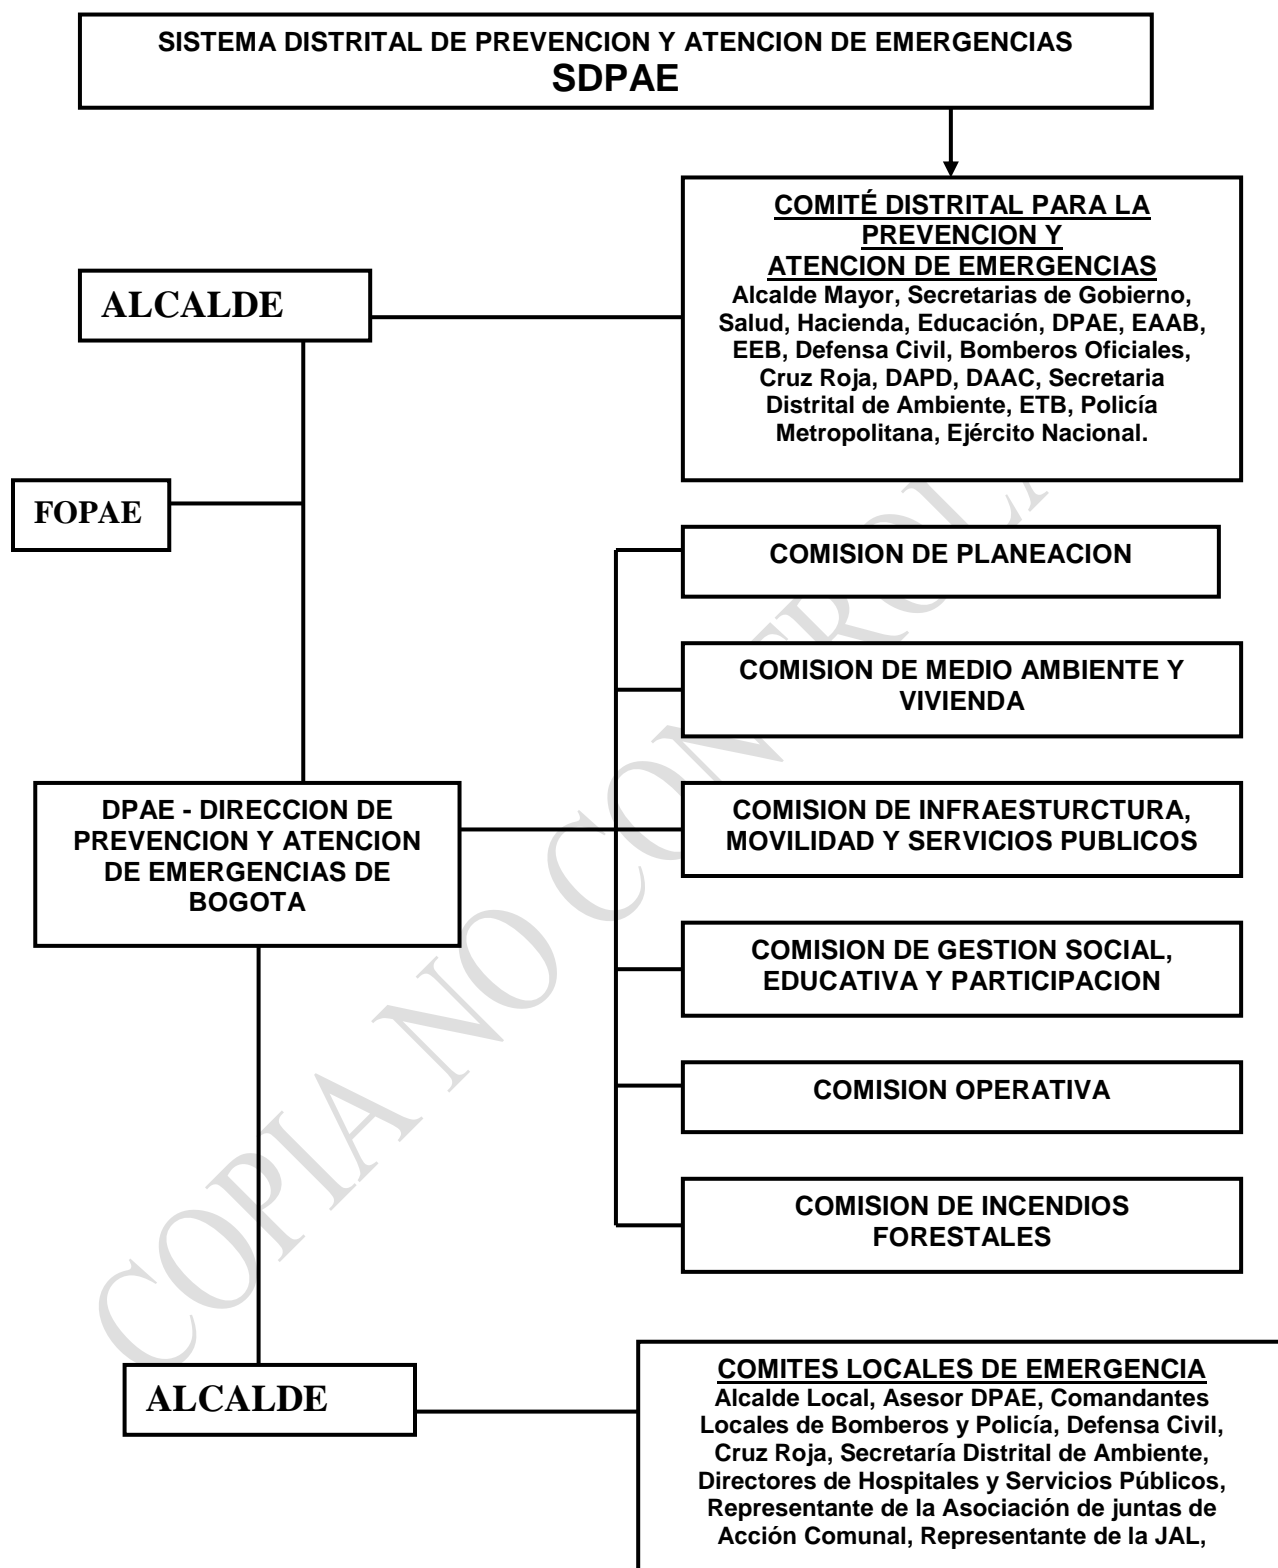 SISTEMA DISTRITAL DE PREVENCION Y ATENCION DE EMERGENCIAS
SDPAE
COMITÉ DISTRITAL PARA LA
PREVENCION Y
ATENCION DE EMERGENCIAS
Alcalde Mayor, Secretarias de Gobierno,
Salud, Hacienda, Educación, DPAE, EAAB,
EEB, Defensa Civil, Bomberos Oficiales,
Cruz Roja, DAPD, DAAC, Secretaria
Distrital de Ambiente, ETB, Policía
Metropolitana, Ejército Nacional.
ALCALDE
FOPAE
COMISION DE PLANEACION
COMISION DE MEDIO AMBIENTE Y
VIVIENDA
DPAE - DIRECCION DE
PREVENCION Y ATENCION
DE EMERGENCIAS DE
BOGOTA
COMISION DE INFRAESTURCTURA,
MOVILIDAD Y SERVICIOS PUBLICOS
COMISION DE GESTION SOCIAL,
EDUCATIVA Y PARTICIPACION
COMISION OPERATIVA
COMISION DE INCENDIOS
FORESTALES
ALCALDE
COMITES LOCALES DE EMERGENCIA
Alcalde Local, Asesor DPAE, Comandantes
Locales de Bomberos y Policía, Defensa Civil,
Cruz Roja, Secretaría Distrital de Ambiente,
Directores de Hospitales y Servicios Públicos,
Representante de la Asociación de juntas de
Acción Comunal, Representante de la JAL,
COPIA NO